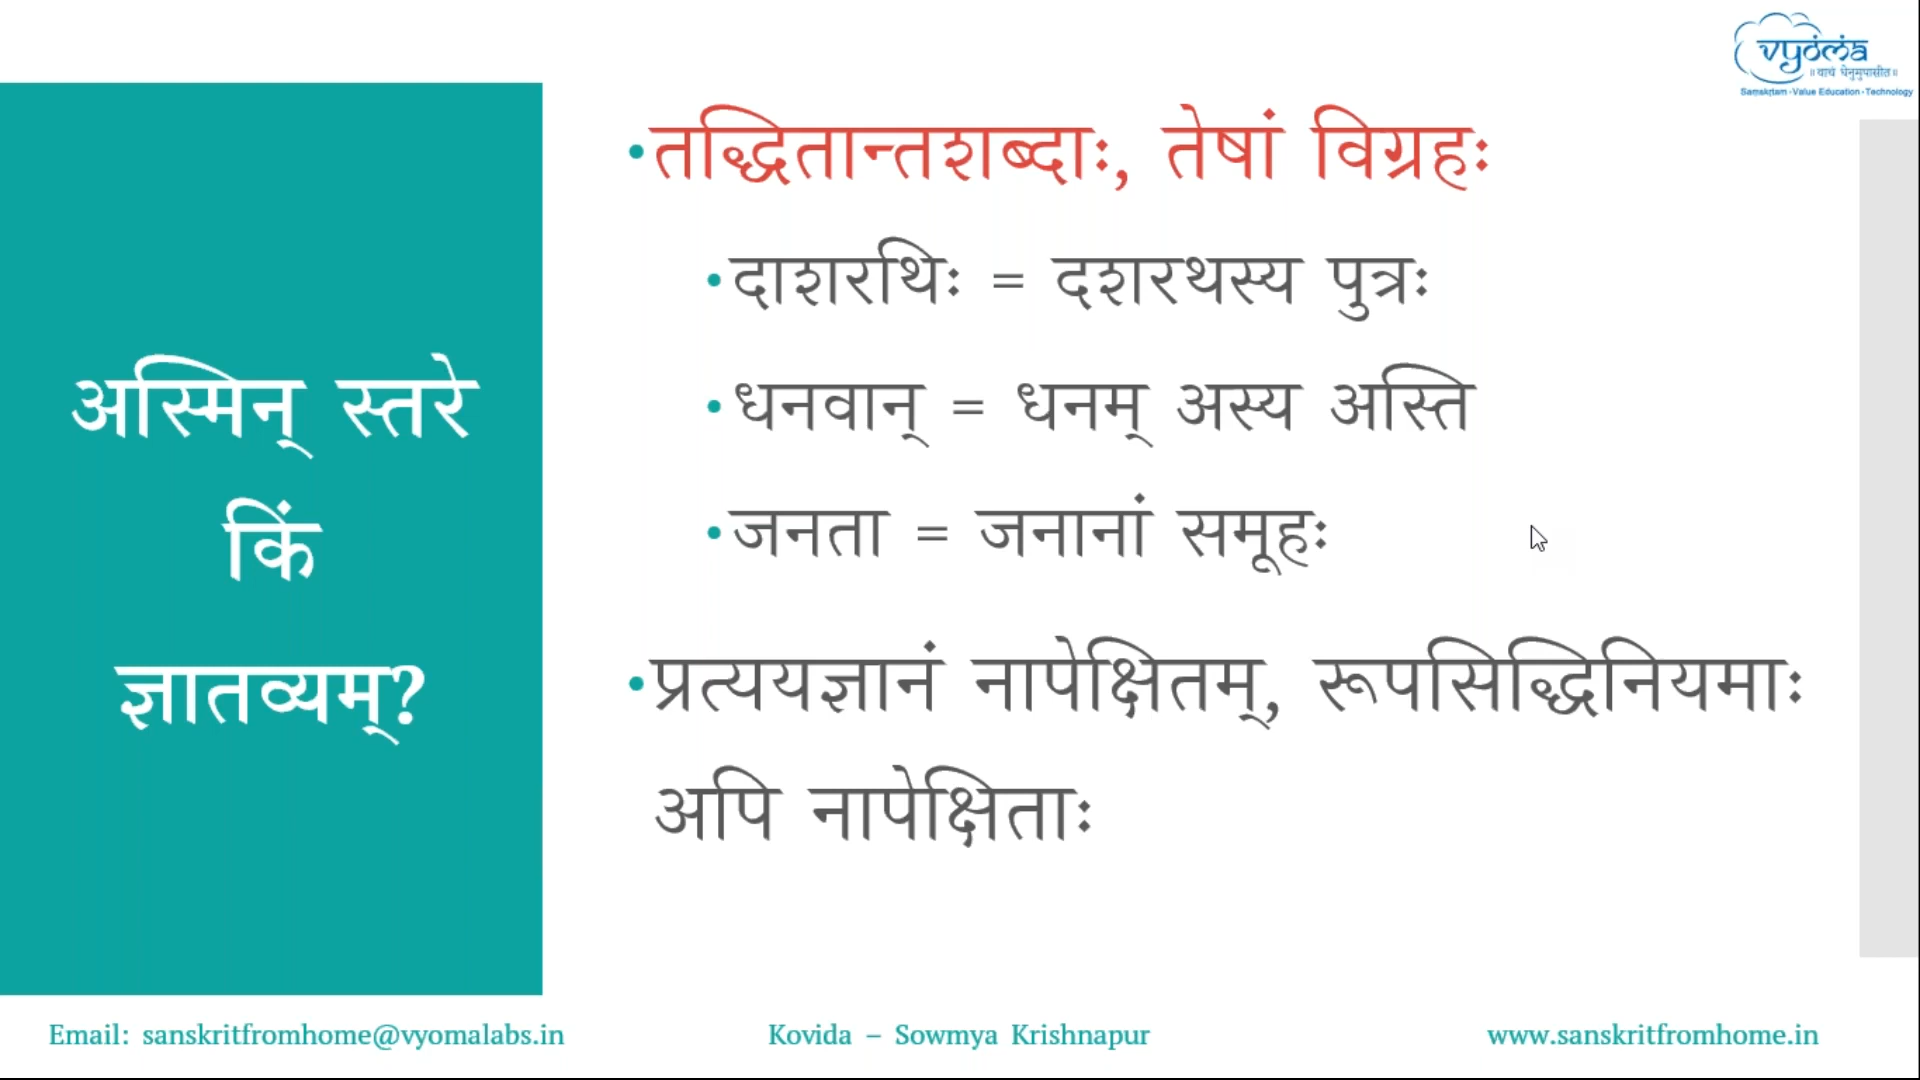 vyoma
॥ वाचं धेनुमुपासीत॥
Samskrtam -Value Education -Technology
अस्मिन् स्तरे
किं
ज्ञातव्यम्?
•तद्धितान्तशब्दाः, तेषां विग्रहः
•दाशरथिः = दशरथस्य पुत्रः
•धनवान् = धनम् अस्य अस्ति
•जनता = जनानां समूहः
•प्रत्ययज्ञानं नापेक्षितम्, रूपसिद्धिनियमाः
अपि नापेक्षिताः
Email: sanskritfromhome@vyomalabs.in
Kovida – Sowmya Krishnapur
www.sanskritfromhome.in